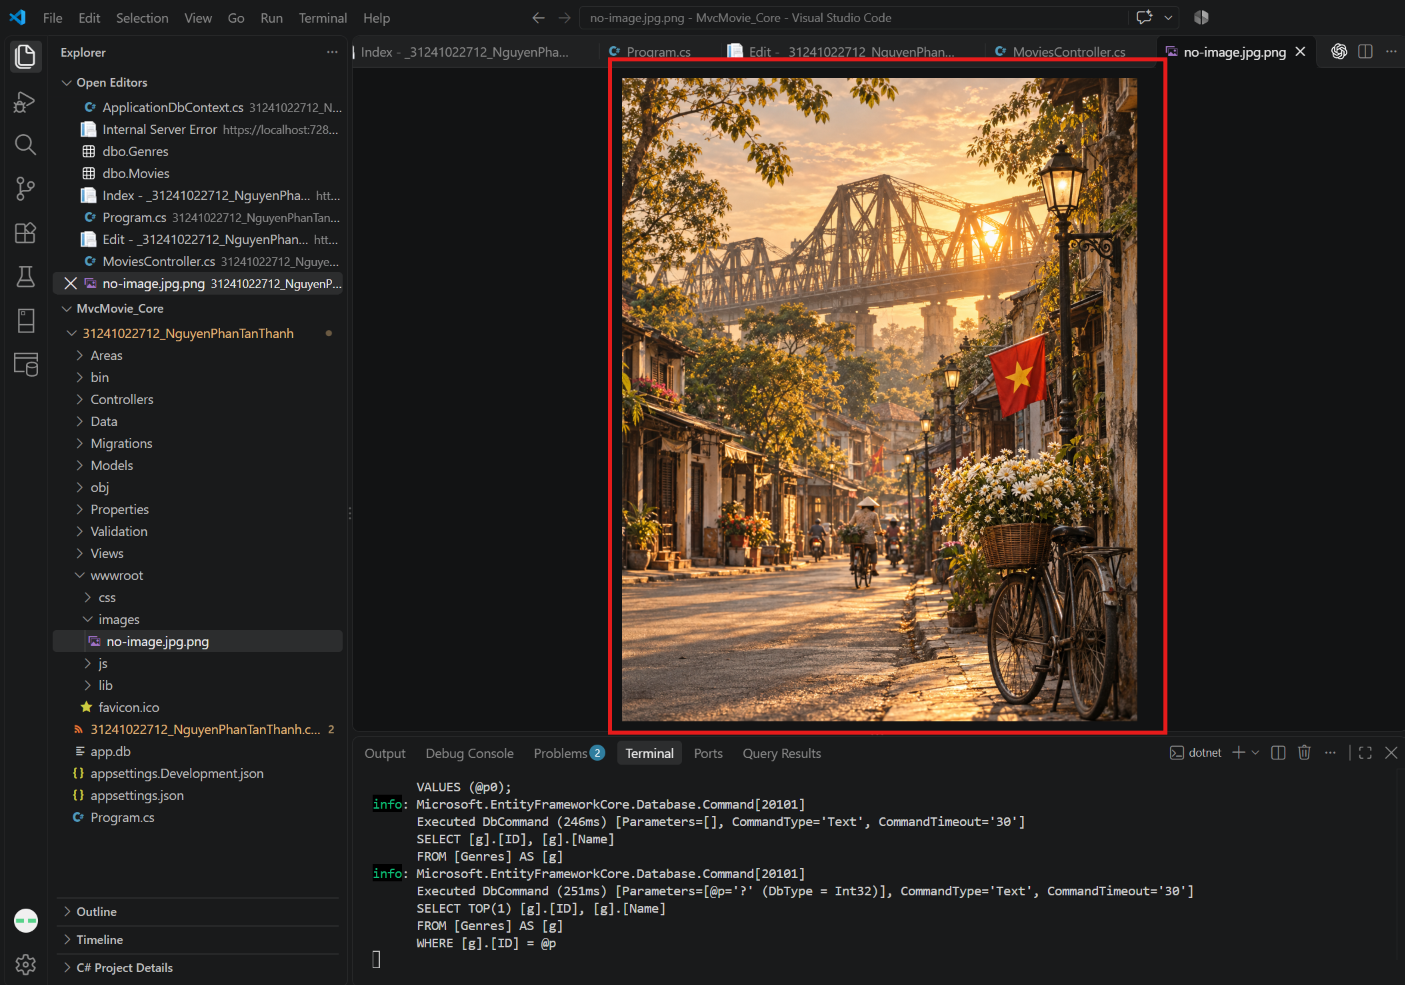 File Edit Selection View Go Run Terminal Help
no-image.jpg.png - MvcMovie_Core - Visual Studio Code
Explorer
Open Editors
ApplicationDbContext.cs 31241022712_N...
Internal Server Error https://localhost:728...
dbo.Genres
dbo.Movies
Index - _31241022712_NguyenPha... htt...
Program.cs 31241022712_NguyenPhanTan...
Edit - _31241022712_NguyenPhan... htt...
MoviesController.cs 31241022712_Nguye...
no-image.jpg.png 31241022712_NguyenP...
MvcMovie_Core
31241022712_NguyenPhanTanThanh
Areas
bin
Controllers
Data
Migrations
Models
obj
Properties
Validation
Views
wwwroot
css
images
no-image.jpg.png
js
lib
favicon.ico
31241022712_NguyenPhanTanThanh.c... 2
app.db
appsettings.Development.json
appsettings.json
Program.cs
Outline
Timeline
C# Project Details
Index - _31241022712_NguyenPha... Program.cs Edit - _31241022712_NguyenPhan... MoviesController.cs no-image.jpg.png
Output Debug Console Problems 2 Terminal Ports Query Results
dotnet
VALUES (@p0);
info: Microsoft.EntityFrameworkCore.Database.Command[20101]
Executed DbCommand (246ms) [Parameters=[], CommandType='Text', CommandTimeout='30']
SELECT [g].[ID], [g].[Name]
FROM [Genres] AS [g]
info: Microsoft.EntityFrameworkCore.Database.Command[20101]
Executed DbCommand (251ms) [Parameters=[@p='?' (DbType = Int32)], CommandType='Text', CommandTimeout='30']
SELECT TOP(1) [g].[ID], [g].[Name]
FROM [Genres] AS [g]
WHERE [g].[ID] = @p